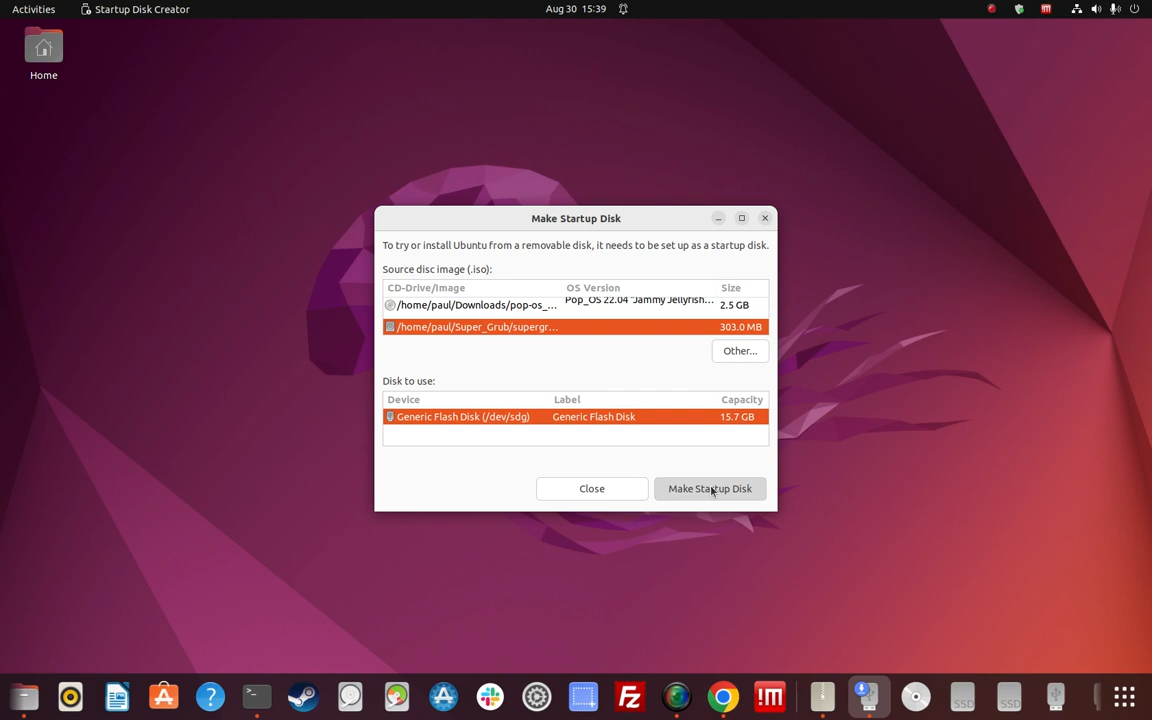 Activities
Startup Disk Creator
Aug 30 15:39
Home
Make Startup Disk
To try or install Ubuntu from a removable disk, it needs to be set up as a startup disk.
Source disc image (.iso):
CD-Drive/Image OS Version Size
/home/paul/Downloads/pop-os_... Pop_OS 22.04 "Jammy Jellyfish... 2.5 GB
/home/paul/Super_Grub/supergr... 303.0 MB
Other...
Disk to use:
Device Label Capacity
Generic Flash Disk (/dev/sdg) Generic Flash Disk 15.7 GB
Close
Make Startup Disk
A
?
>_
Fz
!M
SSD
SSD